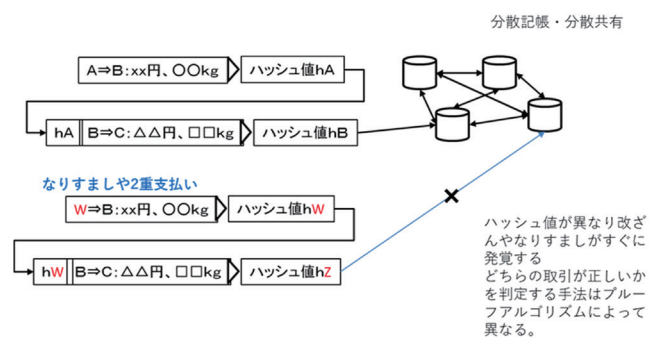 分散記帳・分散共有
A⇒B:xx円、〇〇kg ハッシュ値hA
hA B⇒C:△△円、□□kg ハッシュ値hB
なりすましや2重支払い
W⇒B:xx円、〇〇kg ハッシュ値hW
hW B⇒C:△△円、□□kg ハッシュ値hZ
ハッシュ値が異なり改ざ
んやなりすましがすぐに
発覚する
どちらの取引が正しいか
を判定する手法はプルー
フアルゴリズムによって
異なる。